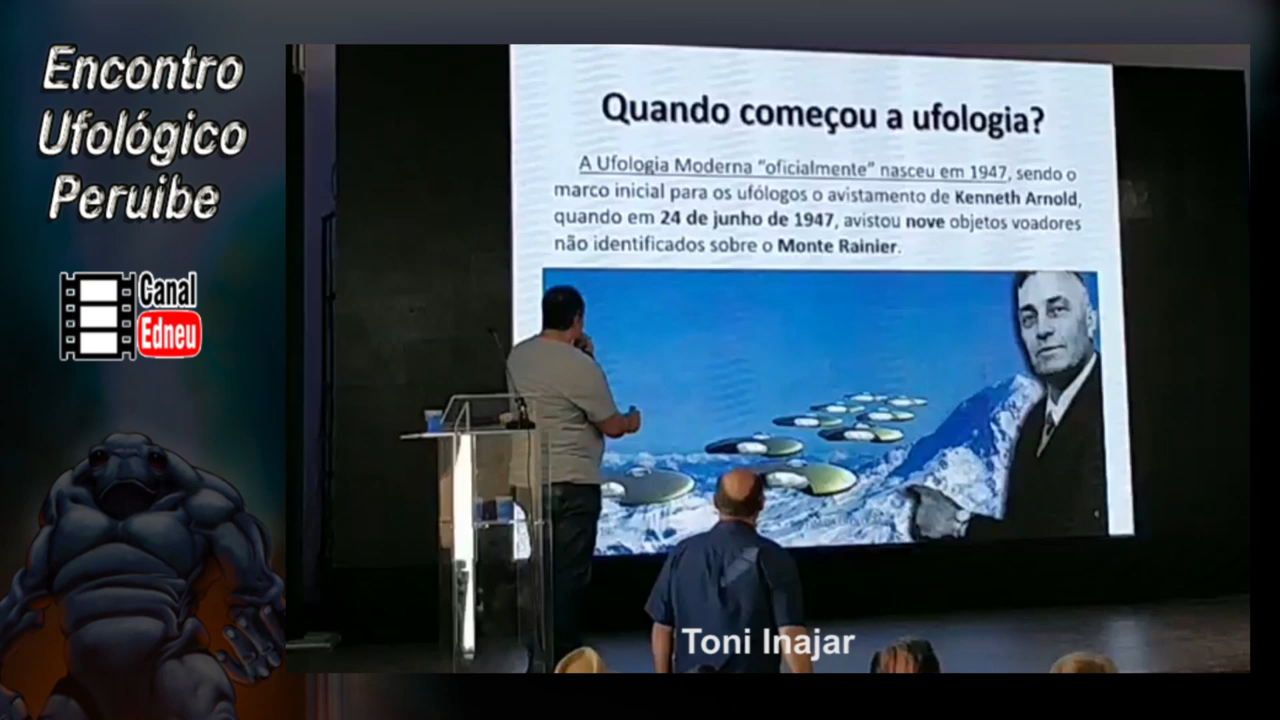 Encontro
Ufológico
Peruibe
Canal
Edneu
Quando começou a ufologia?
A Ufologia Moderna “oficialmente” nasceu em 1947, sendo o
marco inicial para os ufólogos o avistamento de Kenneth Arnold,
quando em 24 de junho de 1947, avistou nove objetos voadores
não identificados sobre o Monte Rainier.
Toni Inajar